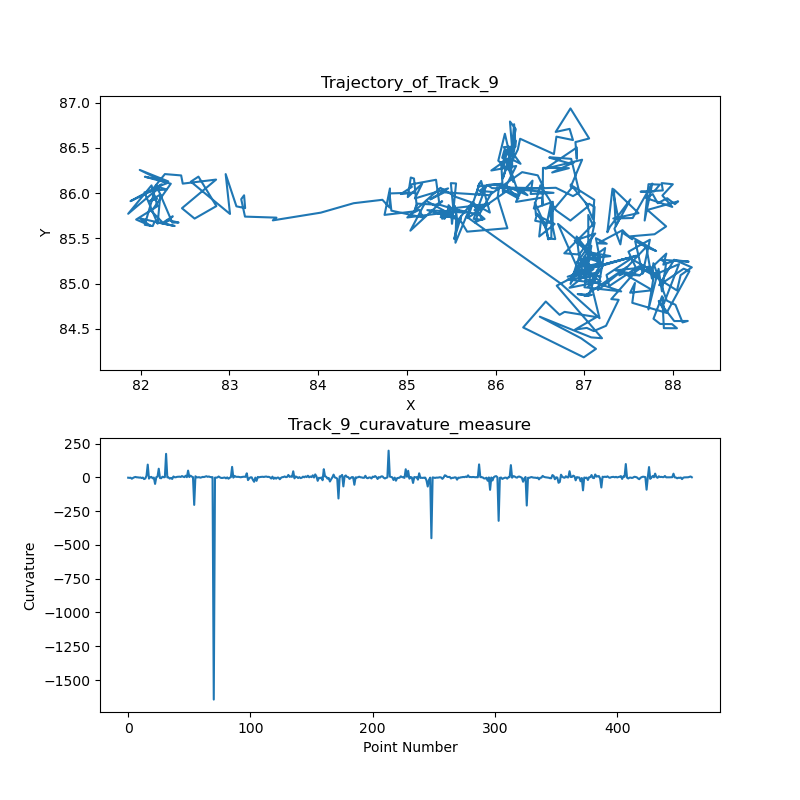 Trajectory_of_Track_9
87.0
86.5
86.0
85.5
85.0
84.5
Y
82 83 84 85 86 87 88
X
Track_9_curavature_measure
250
0
−250
−500
−750
−1000
−1250
−1500
Curvature
0 100 200 300 400
Point Number